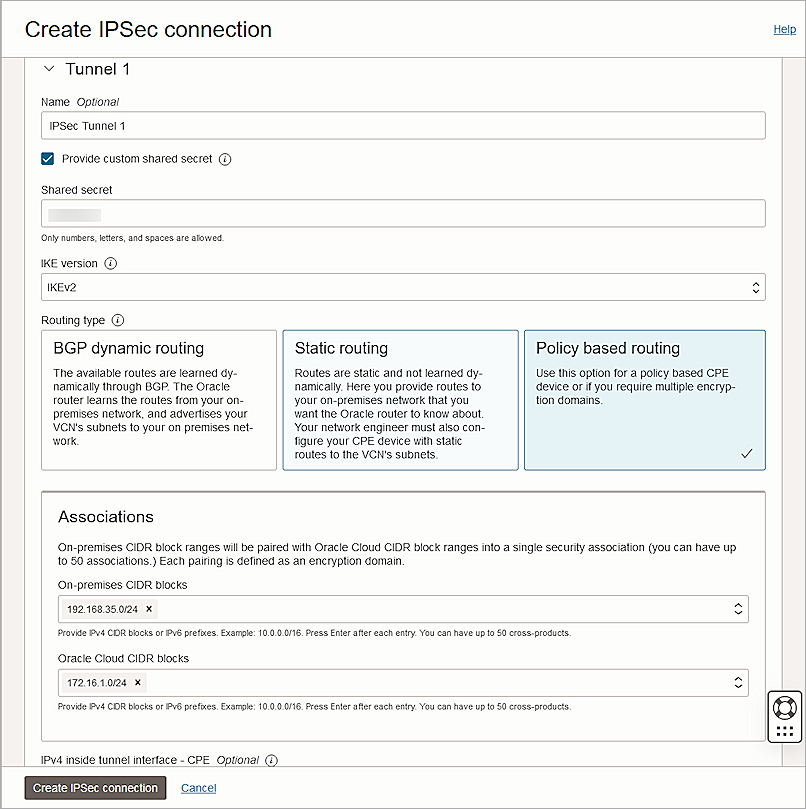 Create IPSec connection
Help
Tunnel 1
Name Optional
IPSec Tunnel 1
Provide custom shared secret
Shared secret
Only numbers, letters, and spaces are allowed.
IKE version
IKEv2
Routing type
BGP dynamic routing
The available routes are learned dy-
namically through BGP. The Oracle
router learns the routes from your on-
premises network, and advertises your
VCN's subnets to your on premises net-
work.
Static routing
Routes are static and not learned dy-
namically. Here you provide routes to
your on-premises network that you
want the Oracle router to know about.
Your network engineer must also con-
figure your CPE device with static
routes to the VCN's subnets.
Policy based routing
Use this option for a policy based CPE
device or if you require multiple encryp-
tion domains.
Associations
On-premises CIDR block ranges will be paired with Oracle Cloud CIDR block ranges into a single security association (you can have up
to 50 associations.) Each pairing is defined as an encryption domain.
On-premises CIDR blocks
192.168.35.0/24 ×
Provide IPv4 CIDR blocks or IPv6 prefixes. Example: 10.0.0.0/16. Press Enter after each entry. You can have up to 50 cross-products.
Oracle Cloud CIDR blocks
172.16.1.0/24 ×
Provide IPv4 CIDR blocks or IPv6 prefixes. Example: 10.0.0.0/16. Press Enter after each entry. You can have up to 50 cross-products.
IPv4 inside tunnel interface - CPE Optional
Create IPSec connection
Cancel